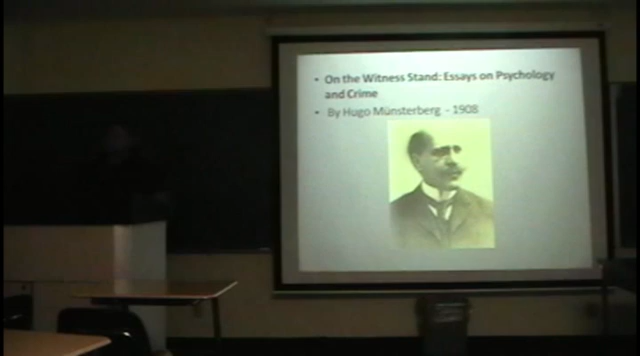 • On the Witness Stand: Essays on Psychology
and Crime
• By Hugo Münsterberg - 1908